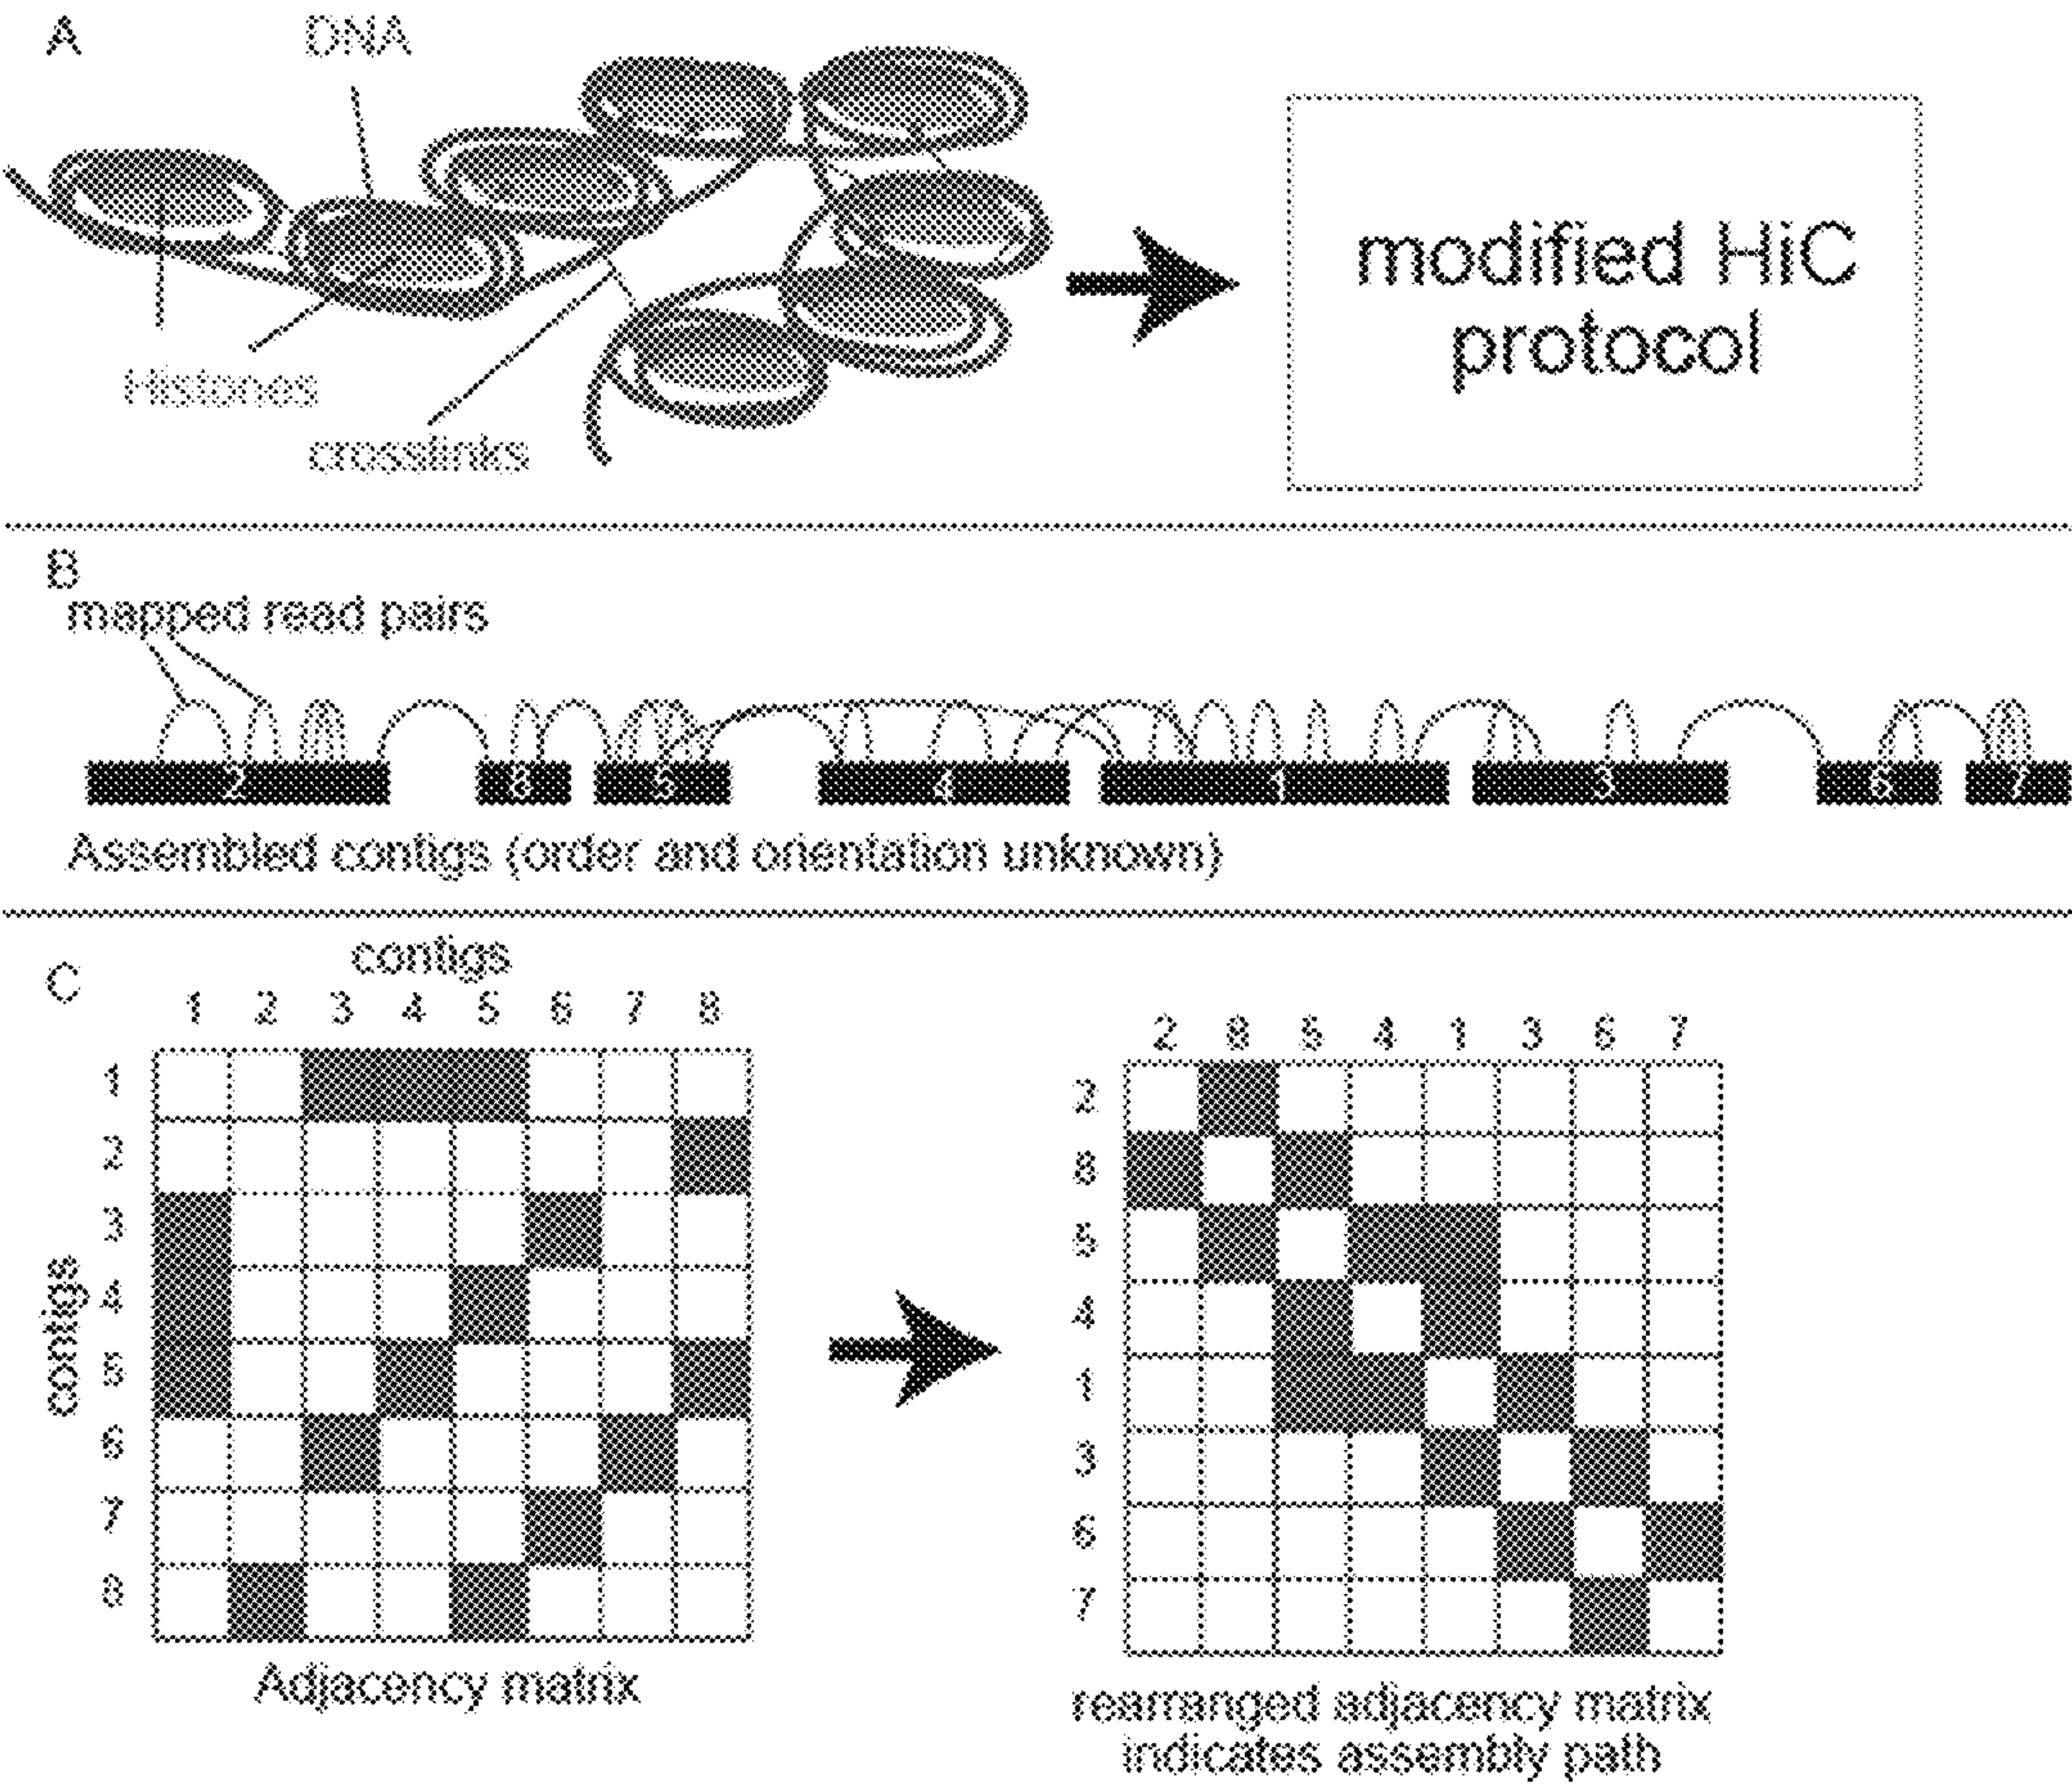 A
DNA
Histones
crosslinks
modified HiC
protocol
B
mapped read pairs
2 8 5 4 1 3 6 7
Assembled contigs (order and orientation unknown)
C
contigs
1 2 3 4 5 6 7 8
contigs
1
2
3
4
5
6
7
8
Adjacency matrix
2 8 5 4 1 3 6 7
2
8
5
4
1
3
6
7
rearranged adjacency matrix
indicates assembly path